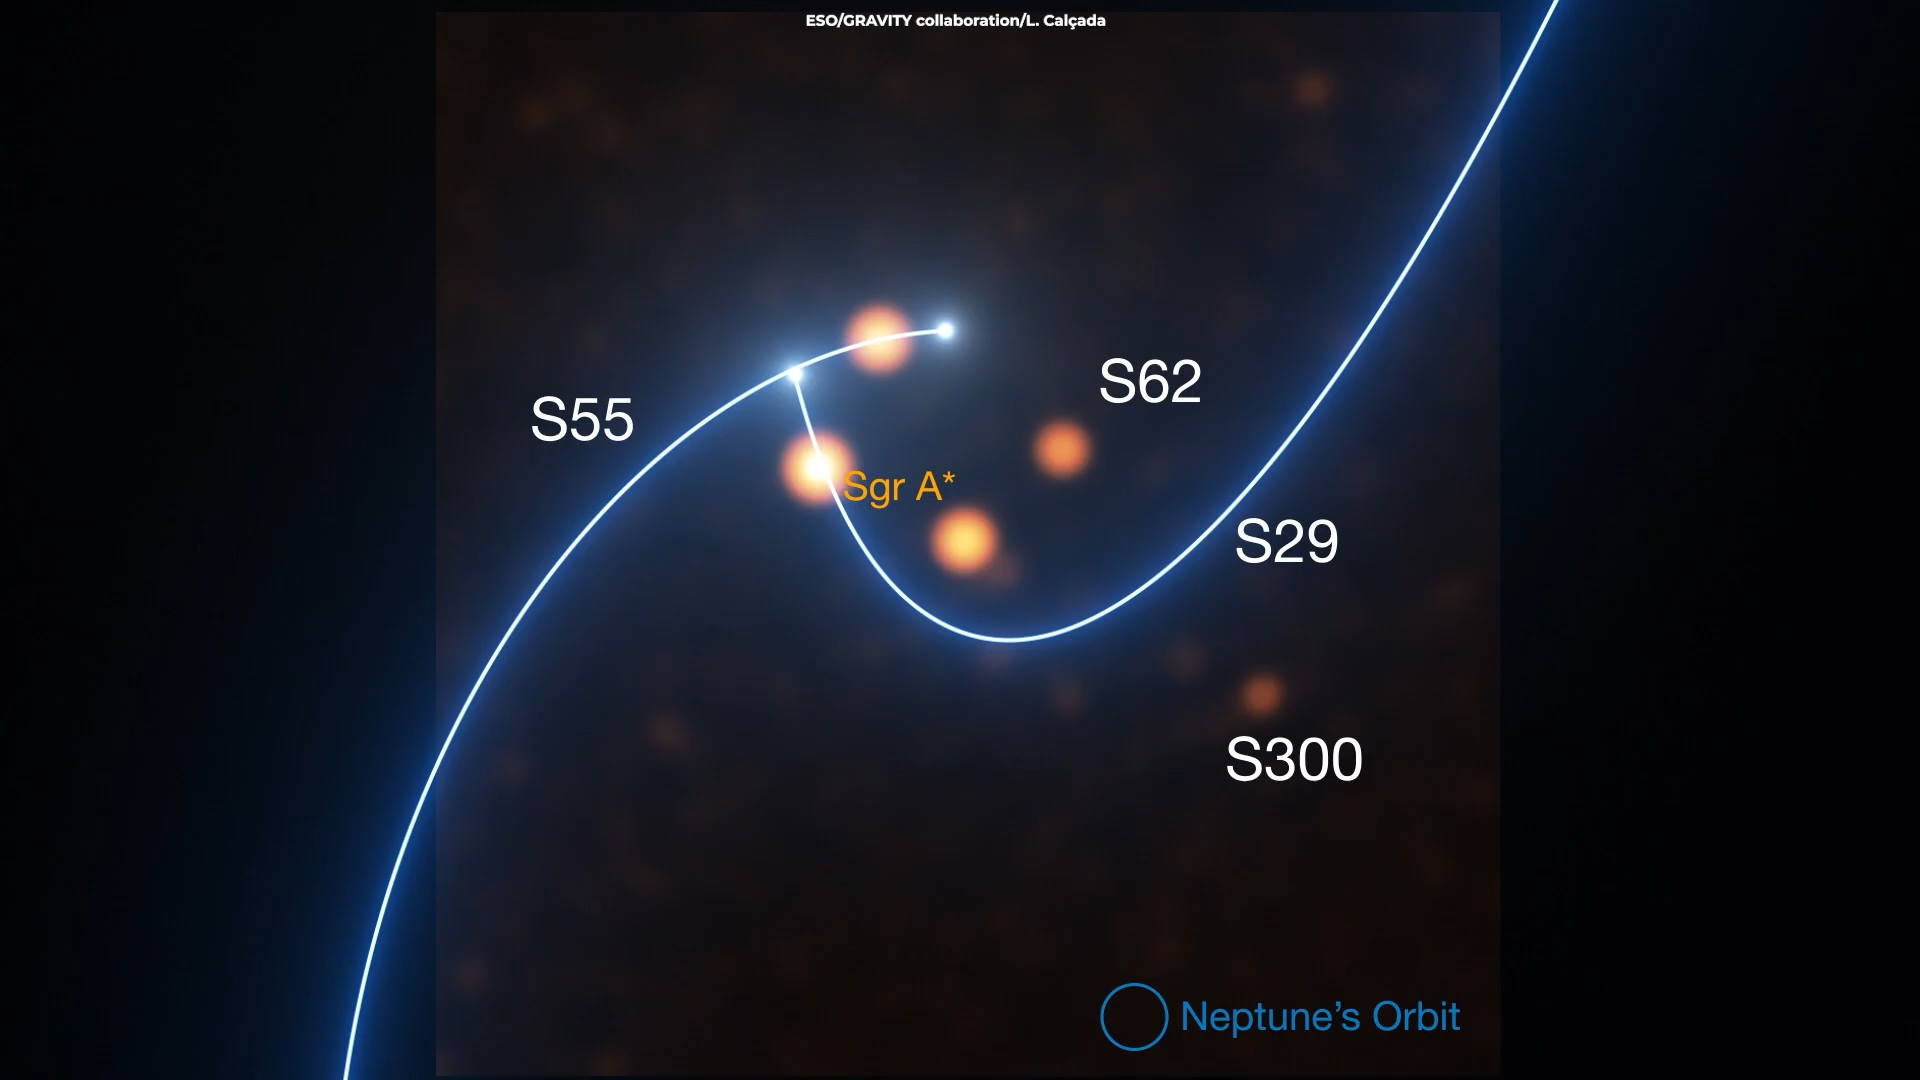 ESO/GRAVITY collaboration/L. Calçada
S62
S55
Sgr A*
S29
S300
Neptune’s Orbit